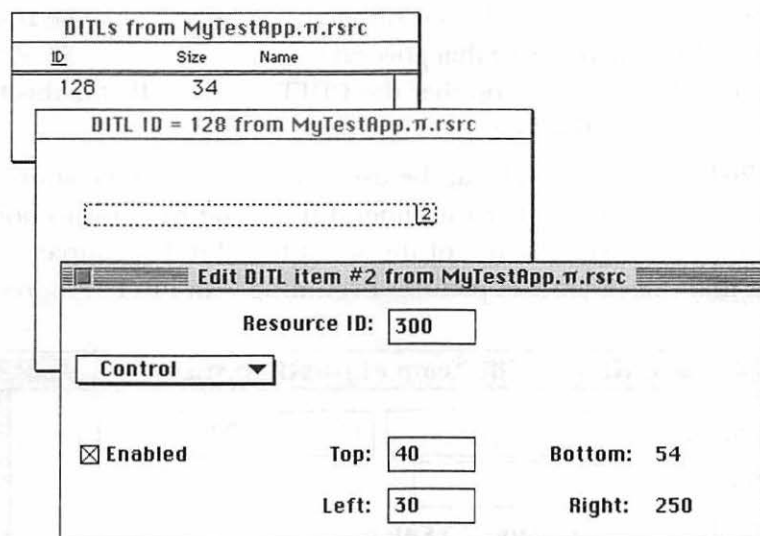 DITLs from MyTestApp.π.rsrc
ID Size Name
128 34
DITL ID = 128 from MyTestApp.π.rsrc
2
Edit DITL item #2 from MyTestApp.π.rsrc
Resource ID: 300
Control
Enabled Top: 40 Bottom: 54
Left: 30 Right: 250